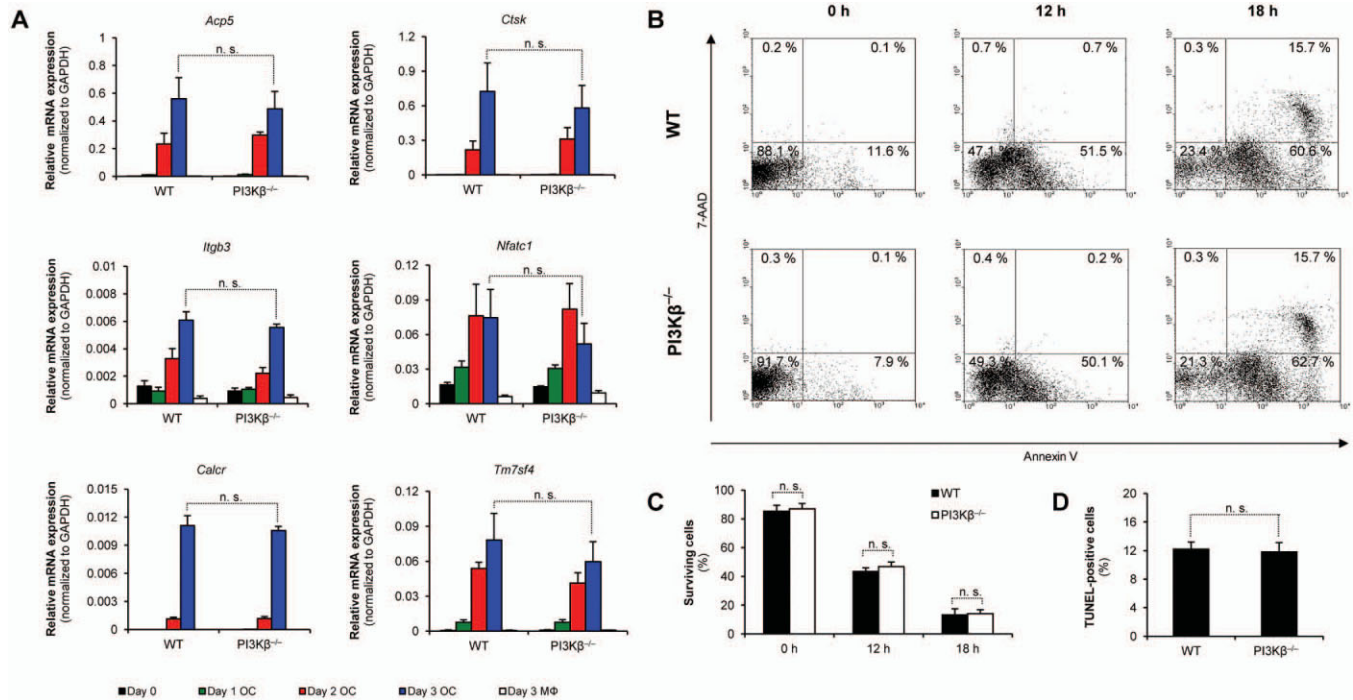 A
Acp5
Relative mRNA expression
(normalized to GAPDH)
1
0.8
0.6
0.4
0.2
0
n. s.
WT
PI3Kβ–/–
Ctsk
Relative mRNA expression
(normalized to GAPDH)
1.2
0.9
0.6
0.3
0
n. s.
WT
PI3Kβ–/–
Itgb3
Relative mRNA expression
(normalized to GAPDH)
0.01
0.008
0.006
0.004
0.002
0
n. s.
WT
PI3Kβ–/–
Nfatc1
Relative mRNA expression
(normalized to GAPDH)
0.12
0.09
0.06
0.03
0
n. s.
WT
PI3Kβ–/–
Calcr
Relative mRNA expression
(normalized to GAPDH)
0.015
0.012
0.009
0.006
0.003
0
n. s.
WT
PI3Kβ–/–
Tm7sf4
Relative mRNA expression
(normalized to GAPDH)
0.12
0.09
0.06
0.03
0
n. s.
WT
PI3Kβ–/–
Day 0 Day 1 OC Day 2 OC Day 3 OC Day 3 MΦ
B
0 h 12 h 18 h
7-AAD
WT
0.2 % 0.1 %
88.1 % 11.6 %
0.7 % 0.7 %
47.1 % 51.5 %
0.3 % 15.7 %
23.4 % 60.6 %
PI3Kβ–/–
0.3 % 0.1 %
91.7 % 7.9 %
0.4 % 0.2 %
49.3 % 50.1 %
0.3 % 15.7 %
21.3 % 62.7 %
Annexin V
C
Surviving cells
(%)
100
80
60
40
20
0
n. s.
n. s.
n. s.
WT
PI3Kβ–/–
0 h 12 h 18 h
D
TUNEL-positive cells
(%)
20
16
12
8
4
0
n. s.
WT PI3Kβ–/–